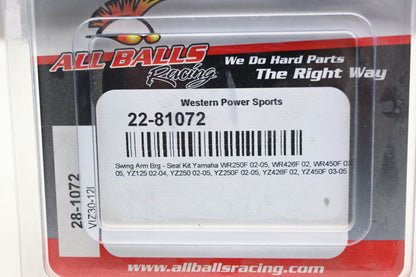 ALL BALLS
Racing
We Do Hard Parts
The Right Way
Western Power Sports
22-81072
Swing Arm Brg - Seal Kit Yamaha WR250F 02-05, WR426F 02, WR450F 03-
05, YZ125 02-04, YZ250 02-05, YZ250F 02-05, YZ426F 02, YZ450F 03-05
28-1072
www.allballsracing.com